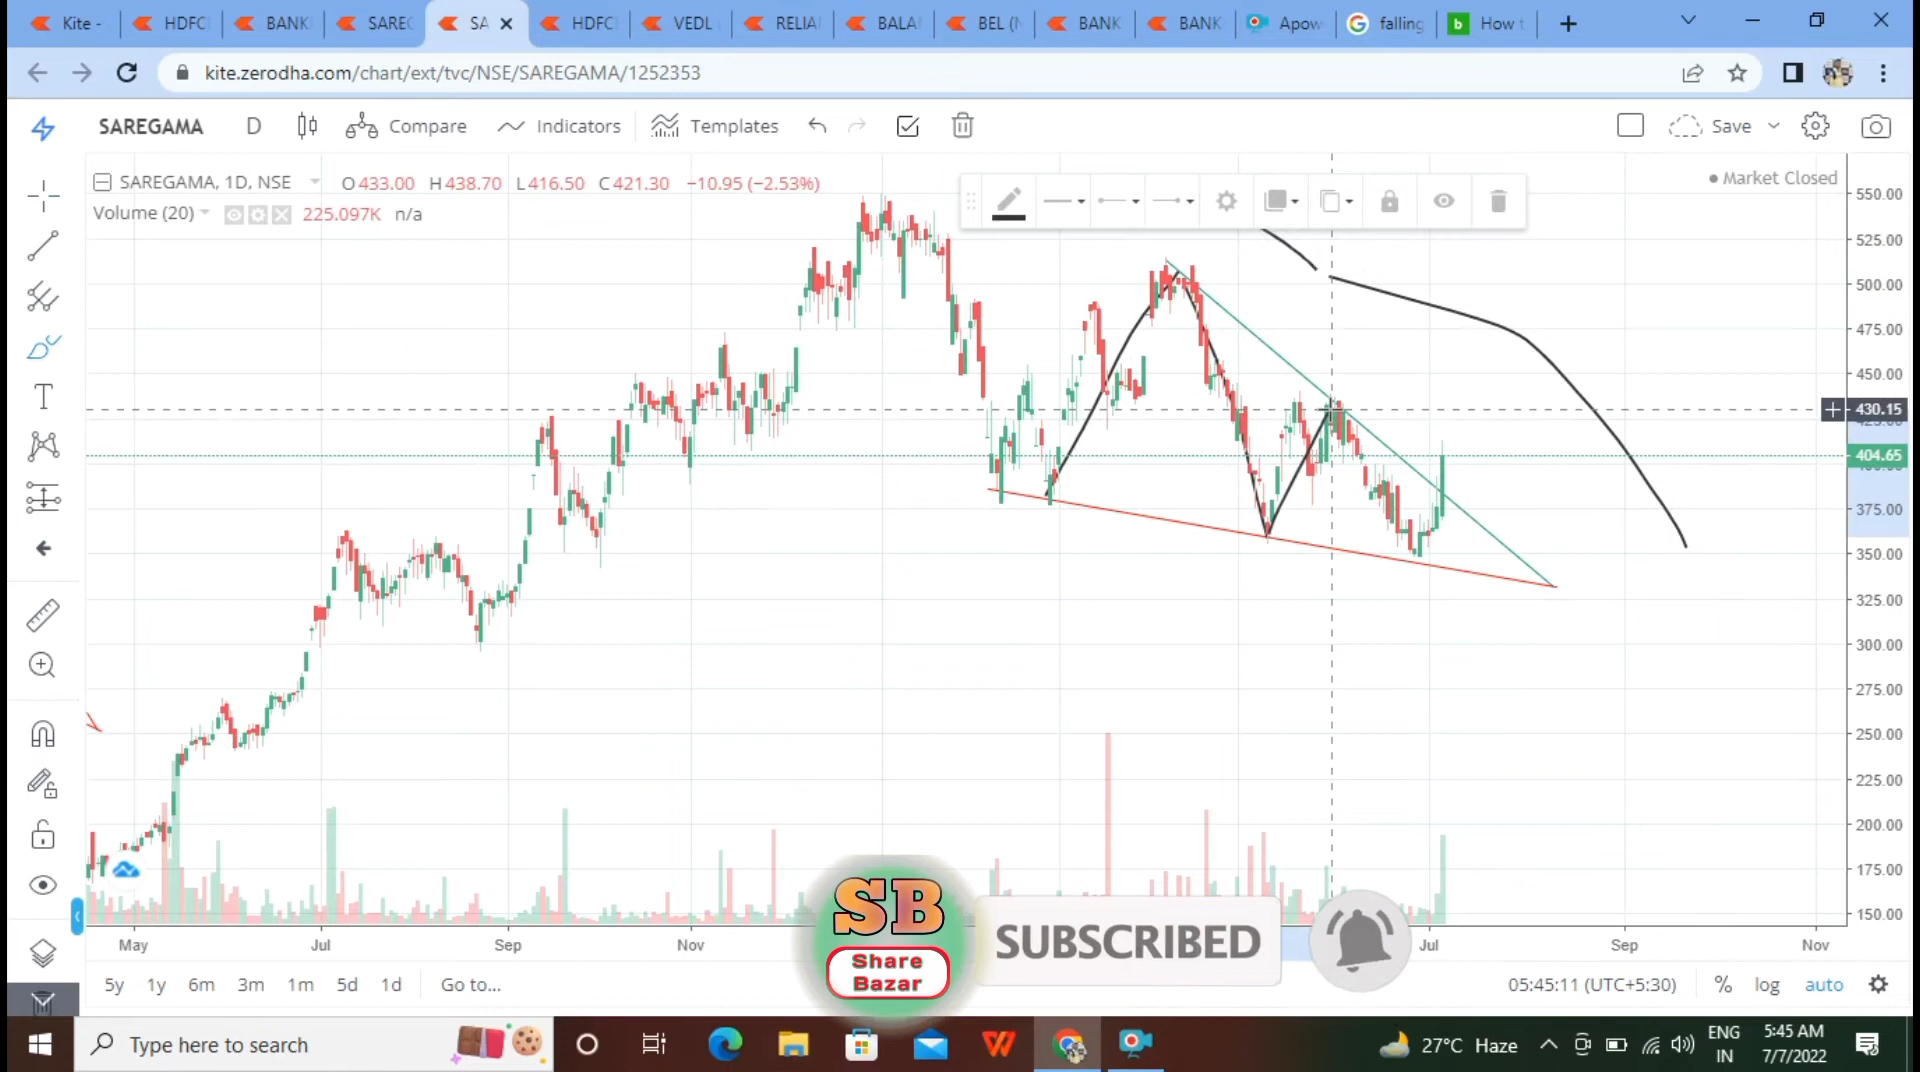 Kite - HDFC BANK SAREG SA HDFC VEDL RELIA BALA BEL (N BANK BANK Apow falling How t
kite.zerodha.com/chart/ext/tvc/NSE/SAREGAMA/1252353
SAREGAMA D Compare Indicators Templates Save
SAREGAMA, 1D, NSE O433.00 H438.70 L416.50 C421.30 −10.95 (−2.53%)
Market Closed
Volume (20) 225.097K n/a
550.00
525.00
500.00
475.00
450.00
430.15
404.65
375.00
350.00
325.00
300.00
275.00
250.00
225.00
200.00
175.00
150.00
SB
Share
Bazar
SUBSCRIBED
May Jul Sep Nov Jul Sep Nov
5y 1y 6m 3m 1m 5d 1d Go to... 05:45:11 (UTC+5:30) % log auto
Type here to search 27°C Haze
ENG
IN
5:45 AM
7/7/2022